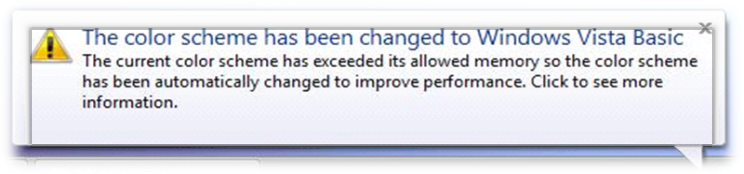 The color scheme has been changed to Windows Vista Basic
The current color scheme has exceeded its allowed memory so the color scheme
has been automatically changed to improve performance. Click to see more
information.